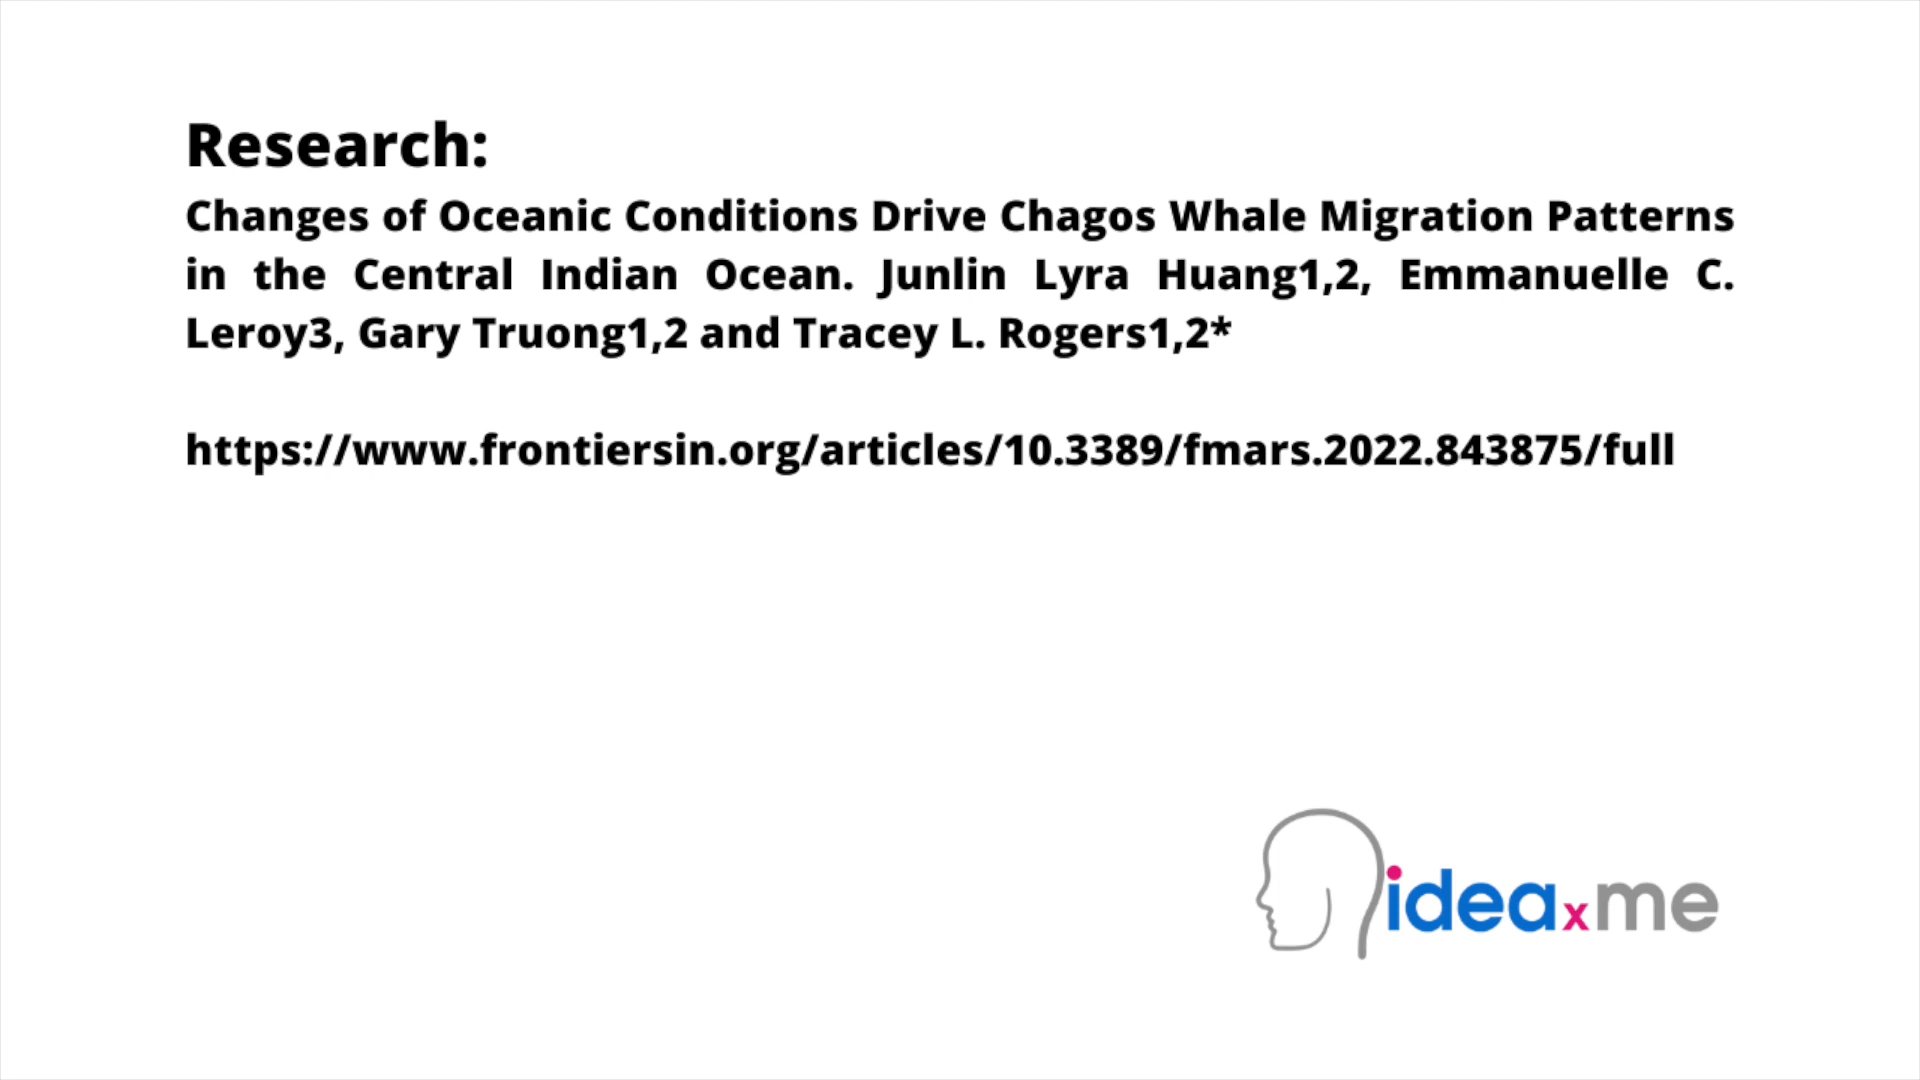 Research:
Changes of Oceanic Conditions Drive Chagos Whale Migration Patterns
in the Central Indian Ocean. Junlin Lyra Huang1,2, Emmanuelle C.
Leroy3, Gary Truong1,2 and Tracey L. Rogers1,2*
https://www.frontiersin.org/articles/10.3389/fmars.2022.843875/full
ideaxme